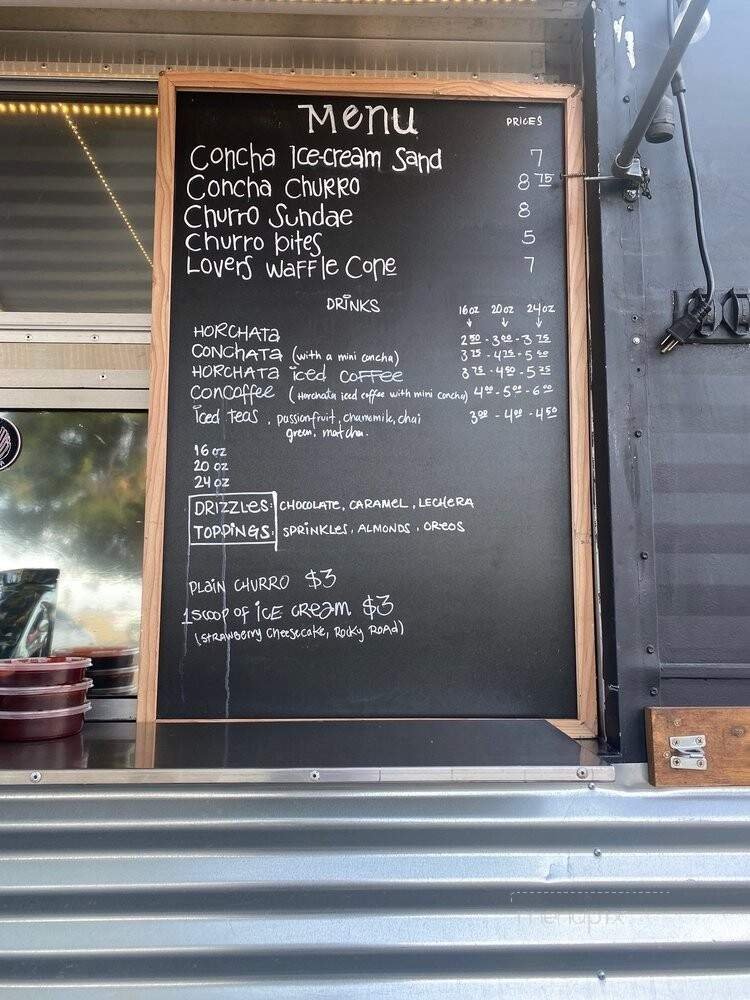 Menu PRICES
Concha Ice-cream Sand 7
Concha CHURRO 8 75
Churro Sundae 8
Churro bites 5
Lovers Waffle Cone 7
DRINKS 16oz 20oz 24oz
HORCHATA 2 50 - 3 00 - 3 75
CONCHATA (with a mini concha) 3 75 - 4 75 - 5 50
HORCHATA iced coffee 3 75 - 4 50 - 5 25
ConCoffee (Horchata iced coffee with mini concha) 4 00 - 5 00 - 6 00
iced teas, passionfruit, chamomile, chai 3 00 - 4 00 - 4 50
green, matcha.
16 oz
20 oz
24 oz
DRIZZLES: CHOCOLATE, CARAMEL, LECHERA
TOPPINGS: SPRINKLES, ALMONDS, OREOS
PLAIN CHURRO $3
1 scoop of ICE CREAM $3
(Strawberry Cheesecake, Rocky Road)
menupix